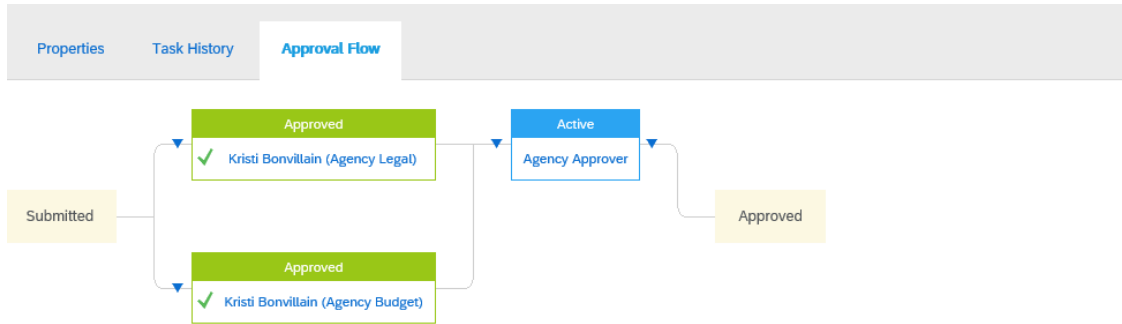 Properties Task History Approval Flow
Approved
Kristi Bonvillain (Agency Legal)
Active
Agency Approver
Submitted
Approved
Approved
Kristi Bonvillain (Agency Budget)